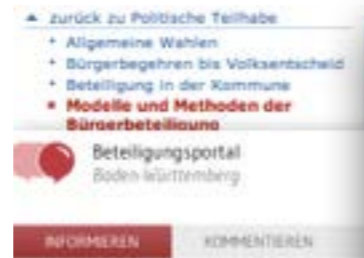 zurück zu Politische Teilhabe
Allgemeine Wahlen
Bürgerbegehren bis Volksentscheid
Beteiligung in der Kommune
Modelle und Methoden der
Bürgerbeteiligung
Beteiligungsportal
Baden-Württemberg
INFORMIEREN KOMMENTIEREN